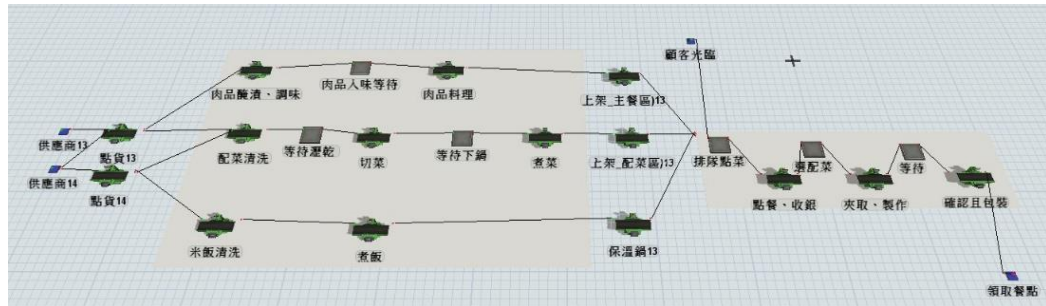 顧客光臨
肉品醃漬、調味
肉品入味等待
肉品料理
上架_主餐區)13
供應商13
點貨13
配菜清洗
等待瀝乾
切菜
等待下鍋
煮菜
上架_配菜區)13
排隊點菜
選配菜
等待
供應商14
點貨14
點餐、收銀
夾取、製作
確認且包裝
米飯清洗
煮飯
保溫鍋13
領取餐點